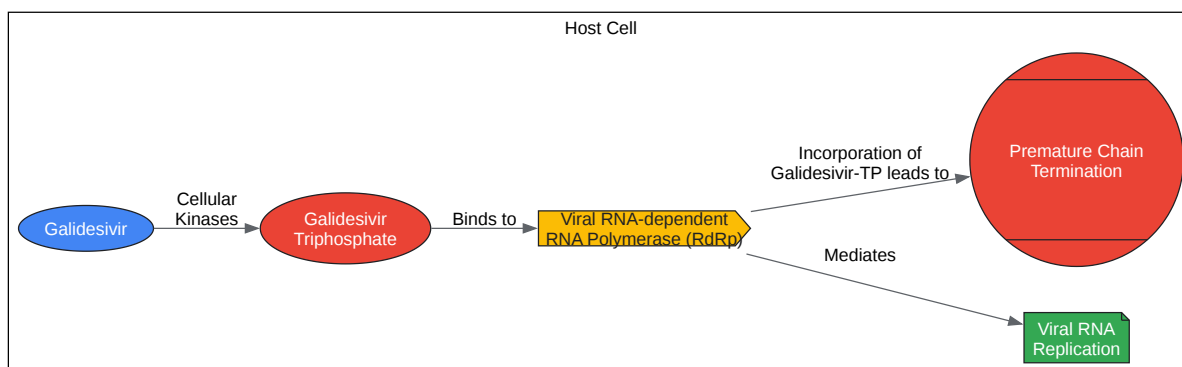 Host Cell
Galidesivir
Cellular
Kinases
Galidesivir
Triphosphate
Binds to
Viral RNA-dependent
RNA Polymerase (RdRp)
Incorporation of
Galidesivir-TP leads to
Premature Chain
Termination
Mediates
Viral RNA
Replication